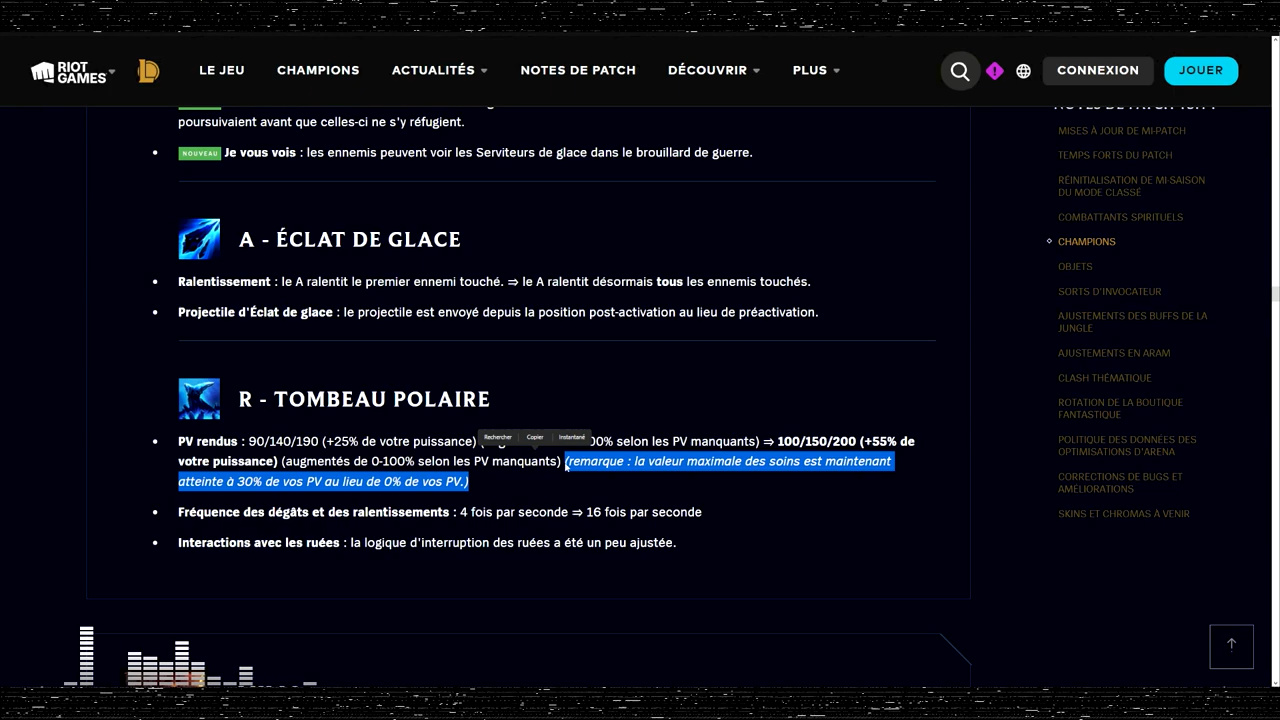 RIOT GAMES
LE JEU
CHAMPIONS
ACTUALITÉS
NOTES DE PATCH
DÉCOUVRIR
PLUS
CONNEXION
JOUER
poursuivaient avant que celles-ci ne s'y réfugient.
NOUVEAU Je vous vois : les ennemis peuvent voir les Serviteurs de glace dans le brouillard de guerre.
A - ÉCLAT DE GLACE
Ralentissement : le A ralentit le premier ennemi touché. ⇒ le A ralentit désormais tous les ennemis touchés.
Projectile d'Éclat de glace : le projectile est envoyé depuis la position post-activation au lieu de préactivation.
R - TOMBEAU POLAIRE
Rechercher Copier Instantané
PV rendus : 90/140/190 (+25% de votre puissance) 00% selon les PV manquants) ⇒ 100/150/200 (+55% de
votre puissance) (augmentés de 0-100% selon les PV manquants) (remarque : la valeur maximale des soins est maintenant
atteinte à 30% de vos PV au lieu de 0% de vos PV.)
Fréquence des dégâts et des ralentissements : 4 fois par seconde ⇒ 16 fois par seconde
Interactions avec les ruées : la logique d'interruption des ruées a été un peu ajustée.
MISES À JOUR DE MI-PATCH
TEMPS FORTS DU PATCH
RÉINITIALISATION DE MI-SAISON
DU MODE CLASSÉ
COMBATTANTS SPIRITUELS
CHAMPIONS
OBJETS
SORTS D'INVOCATEUR
AJUSTEMENTS DES BUFFS DE LA
JUNGLE
AJUSTEMENTS EN ARAM
CLASH THÉMATIQUE
ROTATION DE LA BOUTIQUE
FANTASTIQUE
POLITIQUE DES DONNÉES DES
OPTIMISATIONS D'ARENA
CORRECTIONS DE BUGS ET
AMÉLIORATIONS
SKINS ET CHROMAS À VENIR